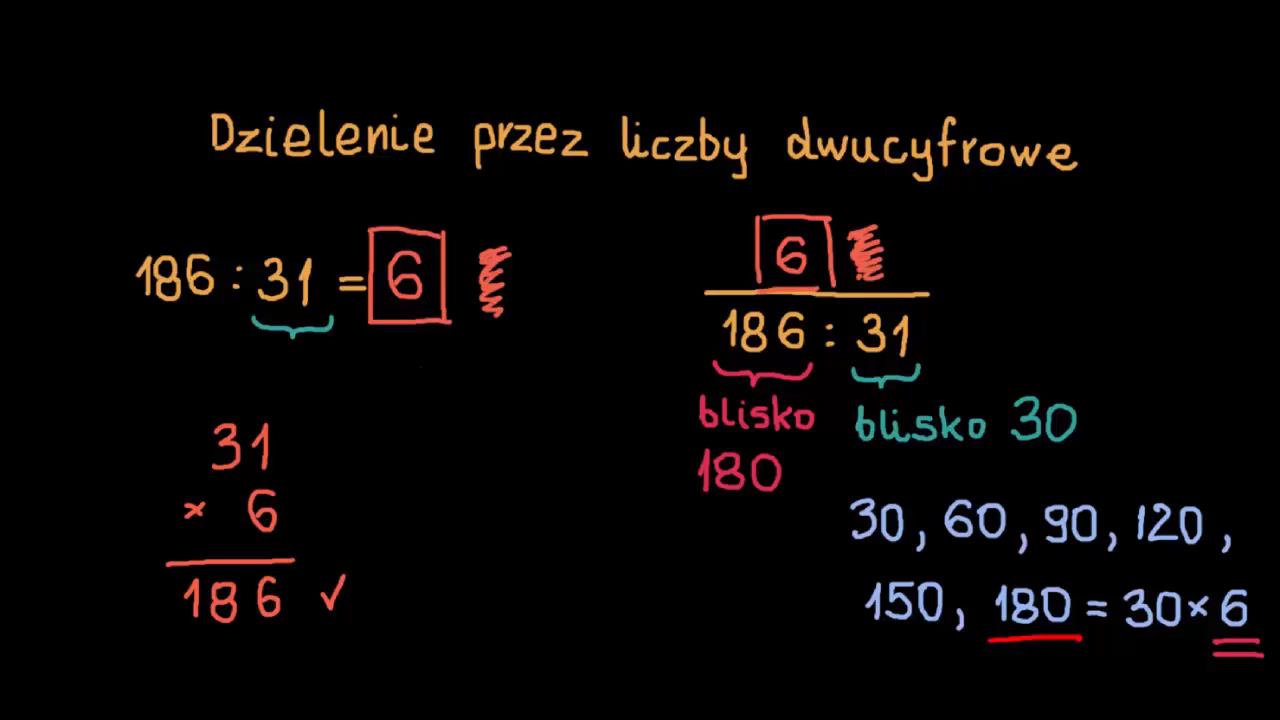 Dzielenie przez liczby dwucyfrowe
186 : 31 = 6
31
× 6
186 ✓
6
186 : 31
blisko 180
blisko 30
30, 60, 90, 120,
150, 180 = 30 × 6